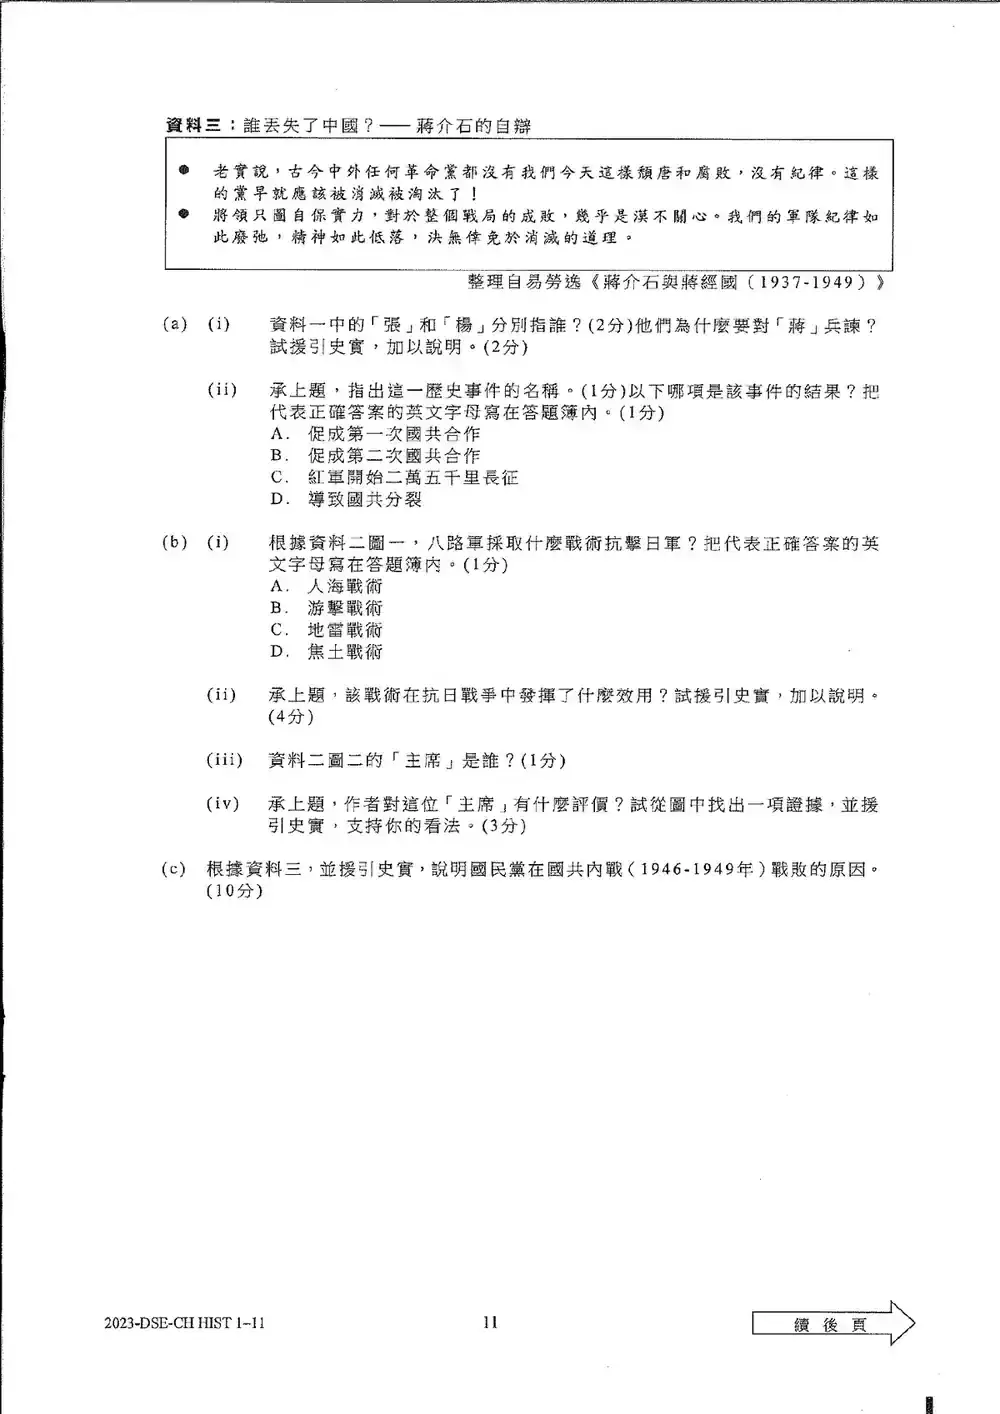 資料三：誰丟失了中國？—— 蔣介石的自辯
● 老實說，古今中外任何革命黨都沒有我們今天這樣頹唐和腐敗，沒有紀律。這樣
的黨早就應該被消滅被淘汰了！
● 將領只圖自保實力，對於整個戰局的成敗，幾乎是漠不關心。我們的軍隊紀律如
此廢弛，精神如此低落，決無倖免於消滅的道理。
整理自易勞逸《蔣介石與蔣經國（1937-1949）》
(a) (i) 資料一中的「張」和「楊」分別指誰？(2分)他們為什麼要對「蔣」兵諫？
試援引史實，加以說明。(2分)
(ii) 承上題，指出這一歷史事件的名稱。(1分)以下哪項是該事件的結果？把
代表正確答案的英文字母寫在答題簿內。(1分)
A. 促成第一次國共合作
B. 促成第二次國共合作
C. 紅軍開始二萬五千里長征
D. 導致國共分裂
(b) (i) 根據資料二圖一，八路軍採取什麼戰術抗擊日軍？把代表正確答案的英
文字母寫在答題簿內。(1分)
A. 人海戰術
B. 游擊戰術
C. 地雷戰術
D. 焦土戰術
(ii) 承上題，該戰術在抗日戰爭中發揮了什麼效用？試援引史實，加以說明。
(4分)
(iii) 資料二圖二的「主席」是誰？(1分)
(iv) 承上題，作者對這位「主席」有什麼評價？試從圖中找出一項證據，並援
引史實，支持你的看法。(3分)
(c) 根據資料三，並援引史實，說明國民黨在國共內戰（1946-1949年）戰敗的原因。
(10分)
2023-DSE-CH HIST 1–11
11
續後頁